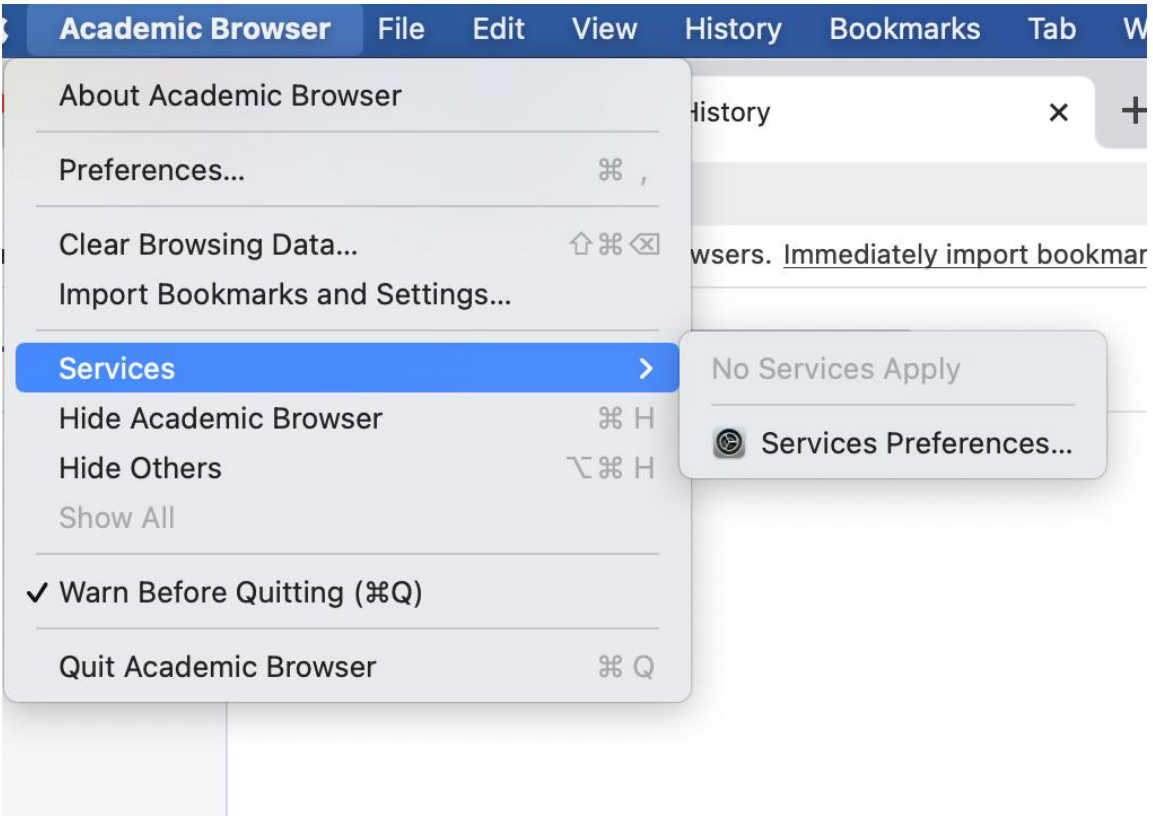 Academic Browser File Edit View History Bookmarks Tab
About Academic Browser
History
Preferences... ⌘ ,
Clear Browsing Data... ⇧⌘⌫
wsers. Immediately import bookmar
Import Bookmarks and Settings...
Services
No Services Apply
Hide Academic Browser ⌘ H
Services Preferences...
Hide Others ⌥⌘ H
Show All
✓ Warn Before Quitting (⌘Q)
Quit Academic Browser ⌘ Q